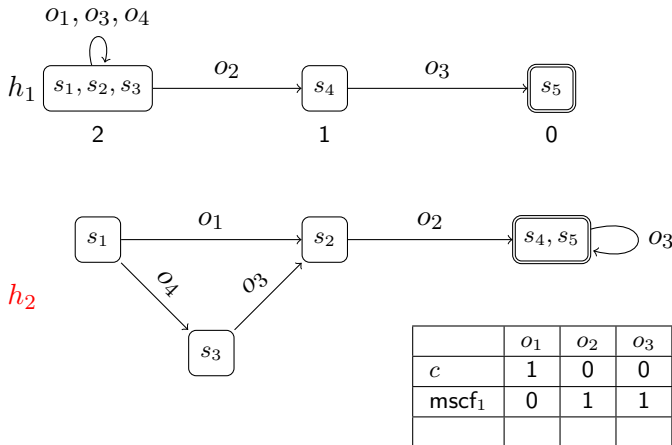 o₁, o₃, o₄
h₁ s₁, s₂, s₃ o₂ s₄ o₃ s₅
2 1 0
s₁ o₁ s₂ o₂ s₄, s₅ o₃
h₂ o₄ o₃
s₃
o₁ o₂ o₃
c 1 0 0
mscf₁ 0 1 1